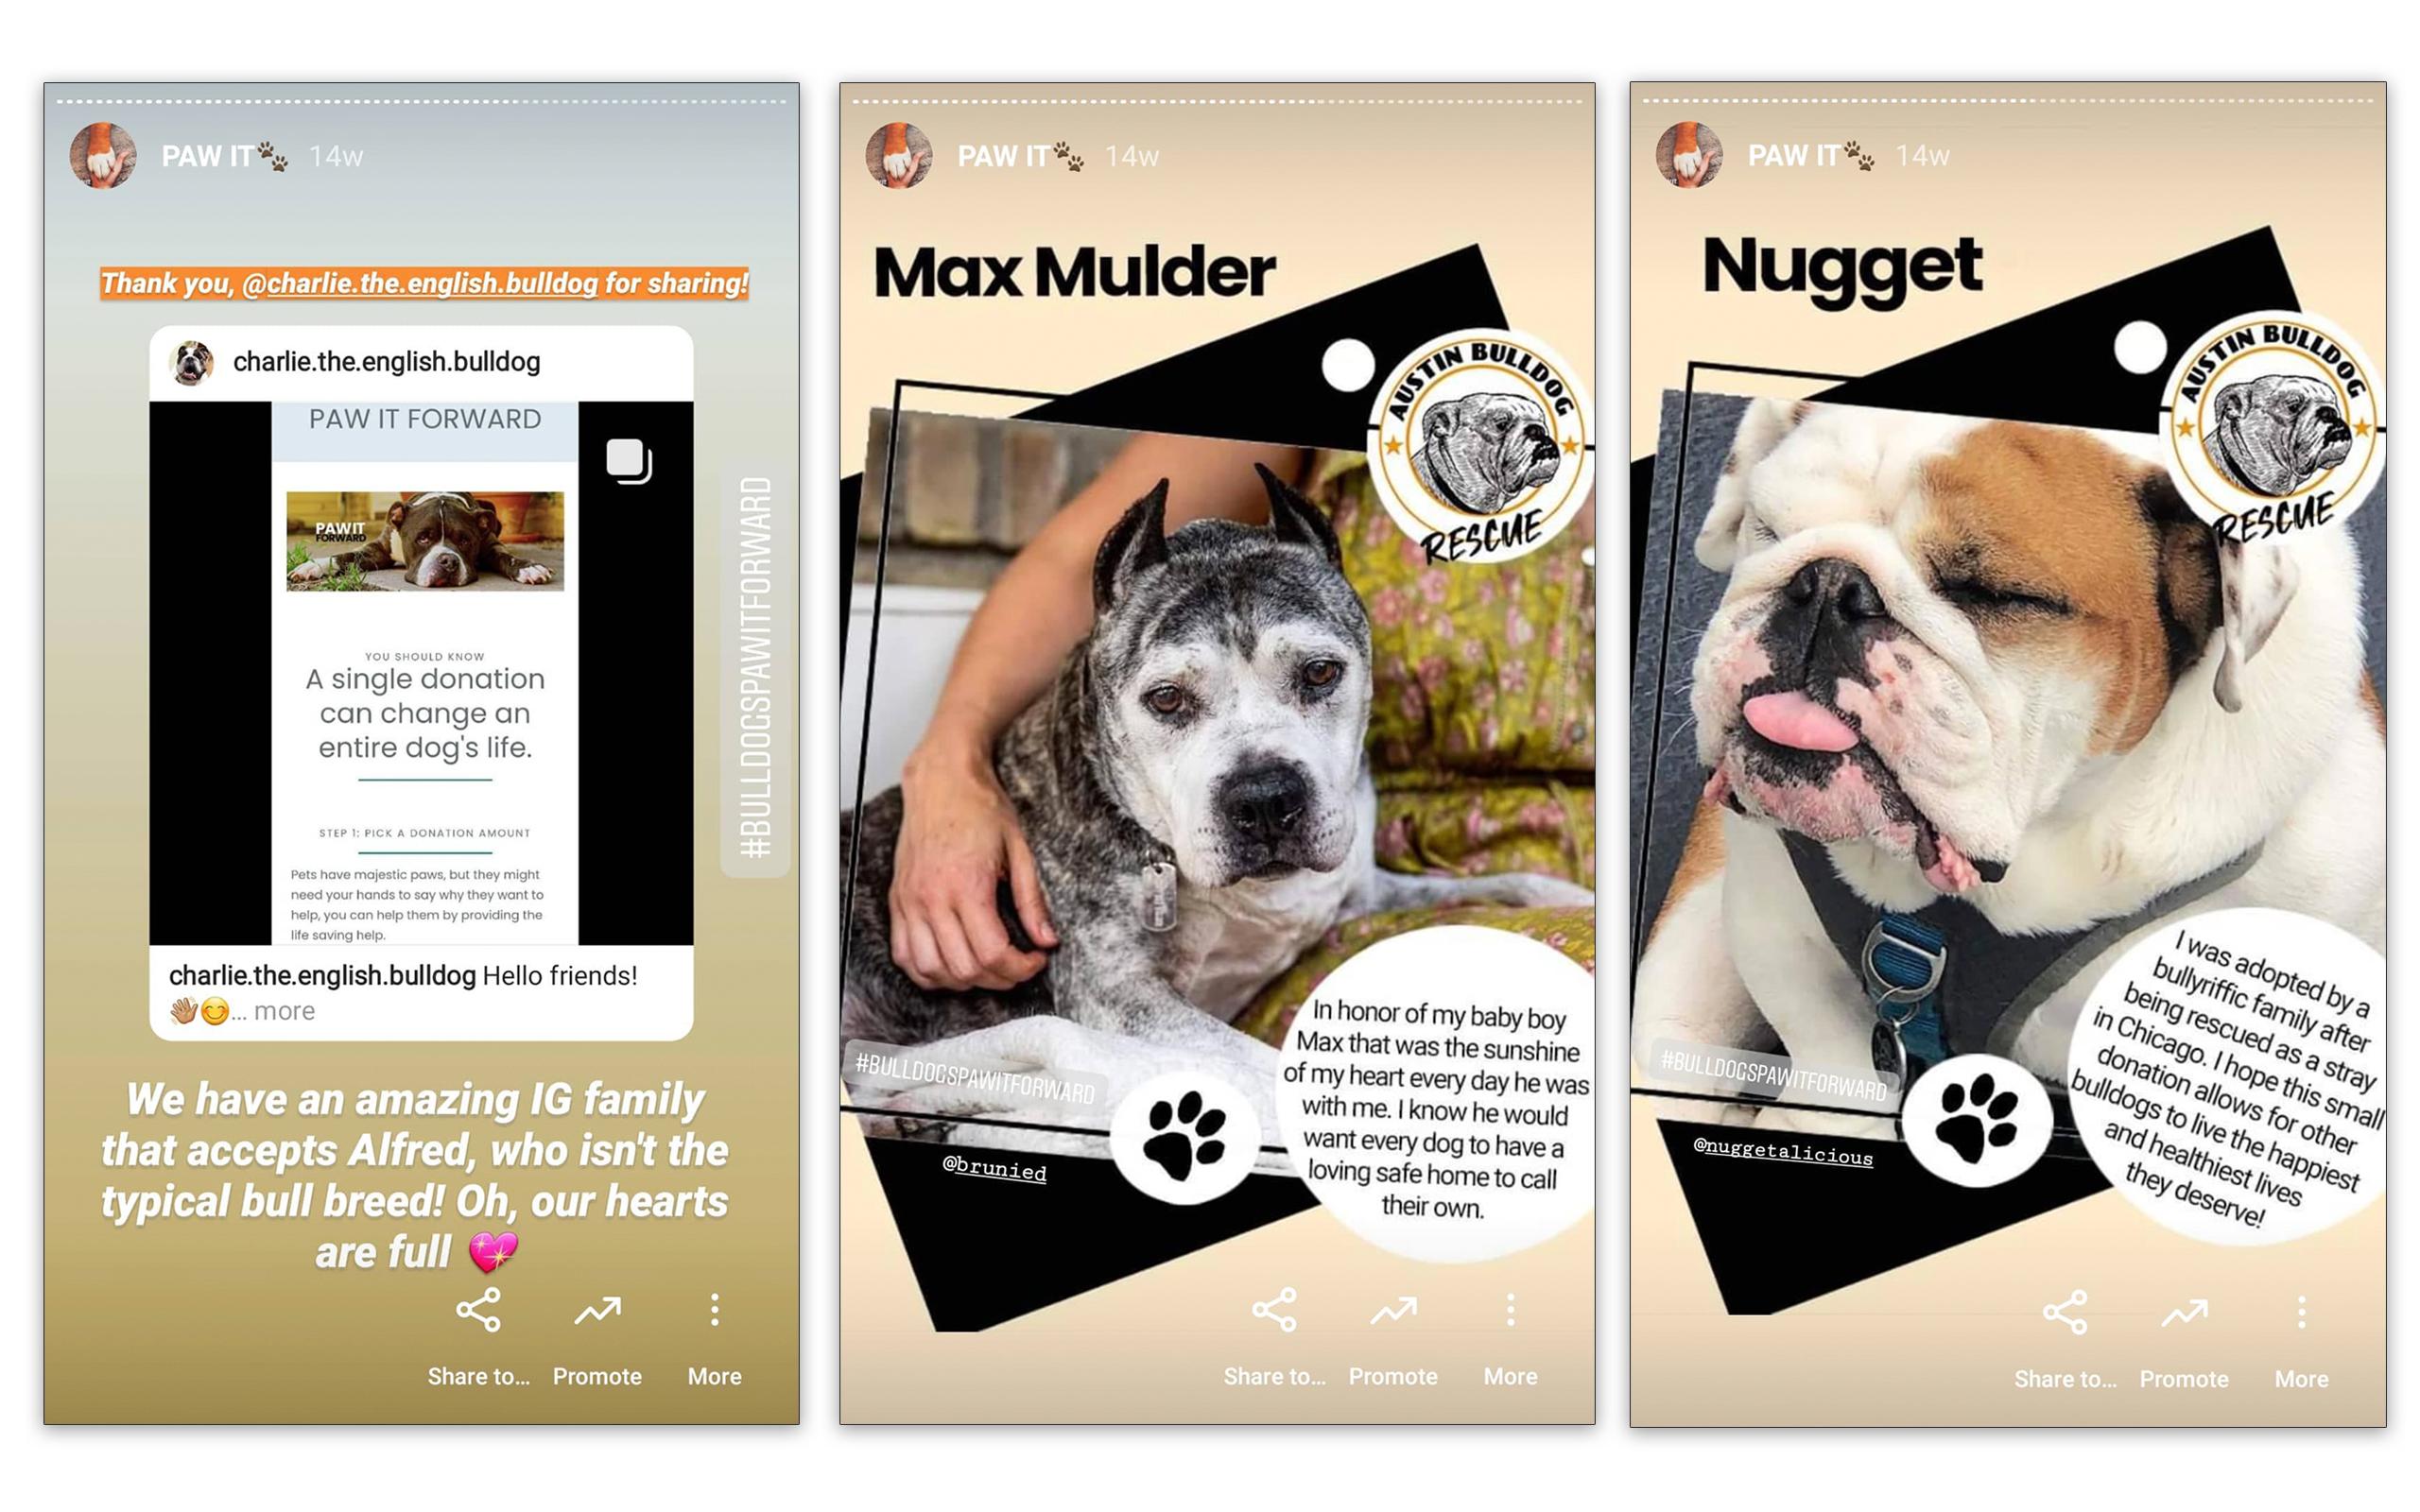 PAW IT🐾 14w
Thank you, @charlie.the.english.bulldog for sharing!
charlie.the.english.bulldog
PAW IT FORWARD
PAW IT
FORWARD
YOU SHOULD KNOW
A single donation
can change an
entire dog's life.
STEP 1: PICK A DONATION AMOUNT
Pets have majestic paws, but they might
need your hands to say why they want to
help, you can help them by providing the
life saving help.
charlie.the.english.bulldog Hello friends!
👋🏽😊... more
#BULLDOGSPAWITFORWARD
We have an amazing IG family
that accepts Alfred, who isn't the
typical bull breed! Oh, our hearts
are full 💖
Share to... Promote More
PAW IT🐾 14w
Max Mulder
AUSTIN BULLDOG
RESCUE
In honor of my baby boy
Max that was the sunshine
of my heart every day he was
with me. I know he would
want every dog to have a
loving safe home to call
their own.
#BULLDOGSPAWITFORWARD
@brunied
Share to... Promote More
PAW IT🐾 14w
Nugget
AUSTIN BULLDOG
RESCUE
I was adopted by a
bullyriffic family after
being rescued as a stray
in Chicago. I hope this small
donation allows for other
bulldogs to live the happiest
and healthiest lives
they deserve!
#BULLDOGSPAWITFORWARD
@nuggetalicious
Share to... Promote More